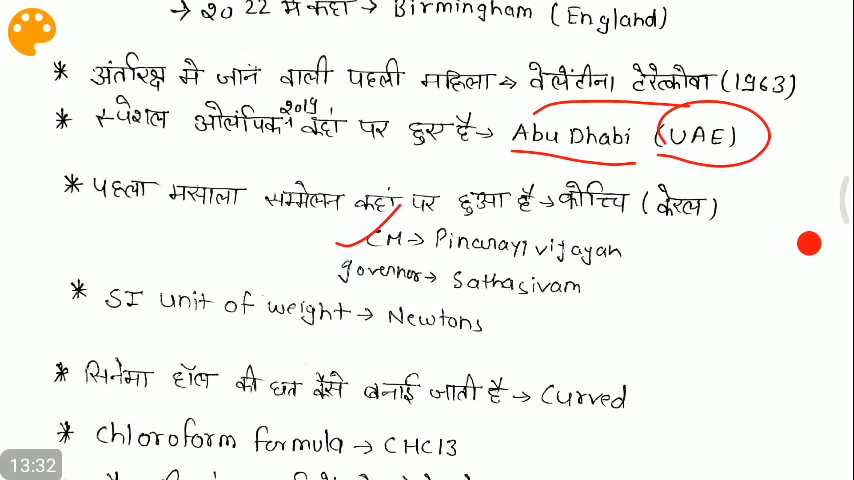 → 2022 में कहा → Birmingham (England)
* अंतरिक्ष मे जाने वाली पहली महिला → वेलेंटीना टेरेत्कोवा (1963)
* स्पेशल ओलंपिक 2019 कहां पर हुए है → Abu Dhabi (UAE)
* पहला मसाला सम्मेलन कहां पर हुआ है → कोच्चि (केरल)
CM → Pinarayi vijayan
governor → Sathasivam
* SI unit of weight → Newtons
* सिनेमा हॉल की छत कैसे बनाई जाती है → Curved
* Chloroform formula → CHCl3
13:32